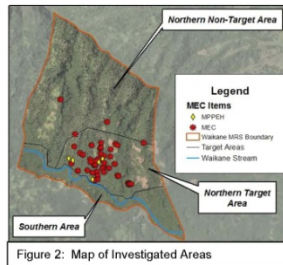 Northern Non-Target Area
Legend
MEC Items
MPPEH
MEC
Waikane MRS Boundary
Target Areas
Waikane Stream
Northern Target
Area
Southern Area
Figure 2: Map of Investigated Areas